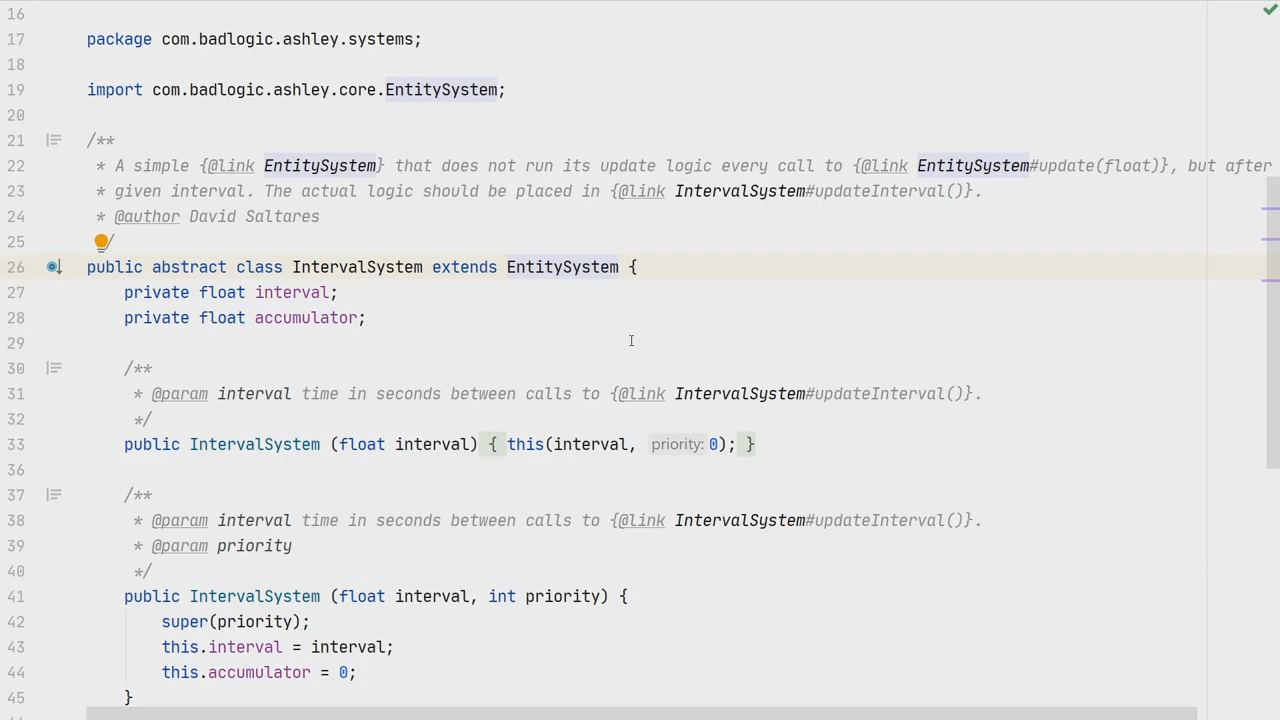 16
17 package com.badlogic.ashley.systems;
18
19 import com.badlogic.ashley.core.EntitySystem;
20
21 /**
22 * A simple {@link EntitySystem} that does not run its update logic every call to {@link EntitySystem#update(float)}, but after
23 * given interval. The actual logic should be placed in {@link IntervalSystem#updateInterval()}.
24 * @author David Saltares
25 /
26 public abstract class IntervalSystem extends EntitySystem {
27 private float interval;
28 private float accumulator;
29
30 /**
31 * @param interval time in seconds between calls to {@link IntervalSystem#updateInterval()}.
32 */
33 public IntervalSystem (float interval) { this(interval, priority: 0); }
36
37 /**
38 * @param interval time in seconds between calls to {@link IntervalSystem#updateInterval()}.
39 * @param priority
40 */
41 public IntervalSystem (float interval, int priority) {
42 super(priority);
43 this.interval = interval;
44 this.accumulator = 0;
45 }